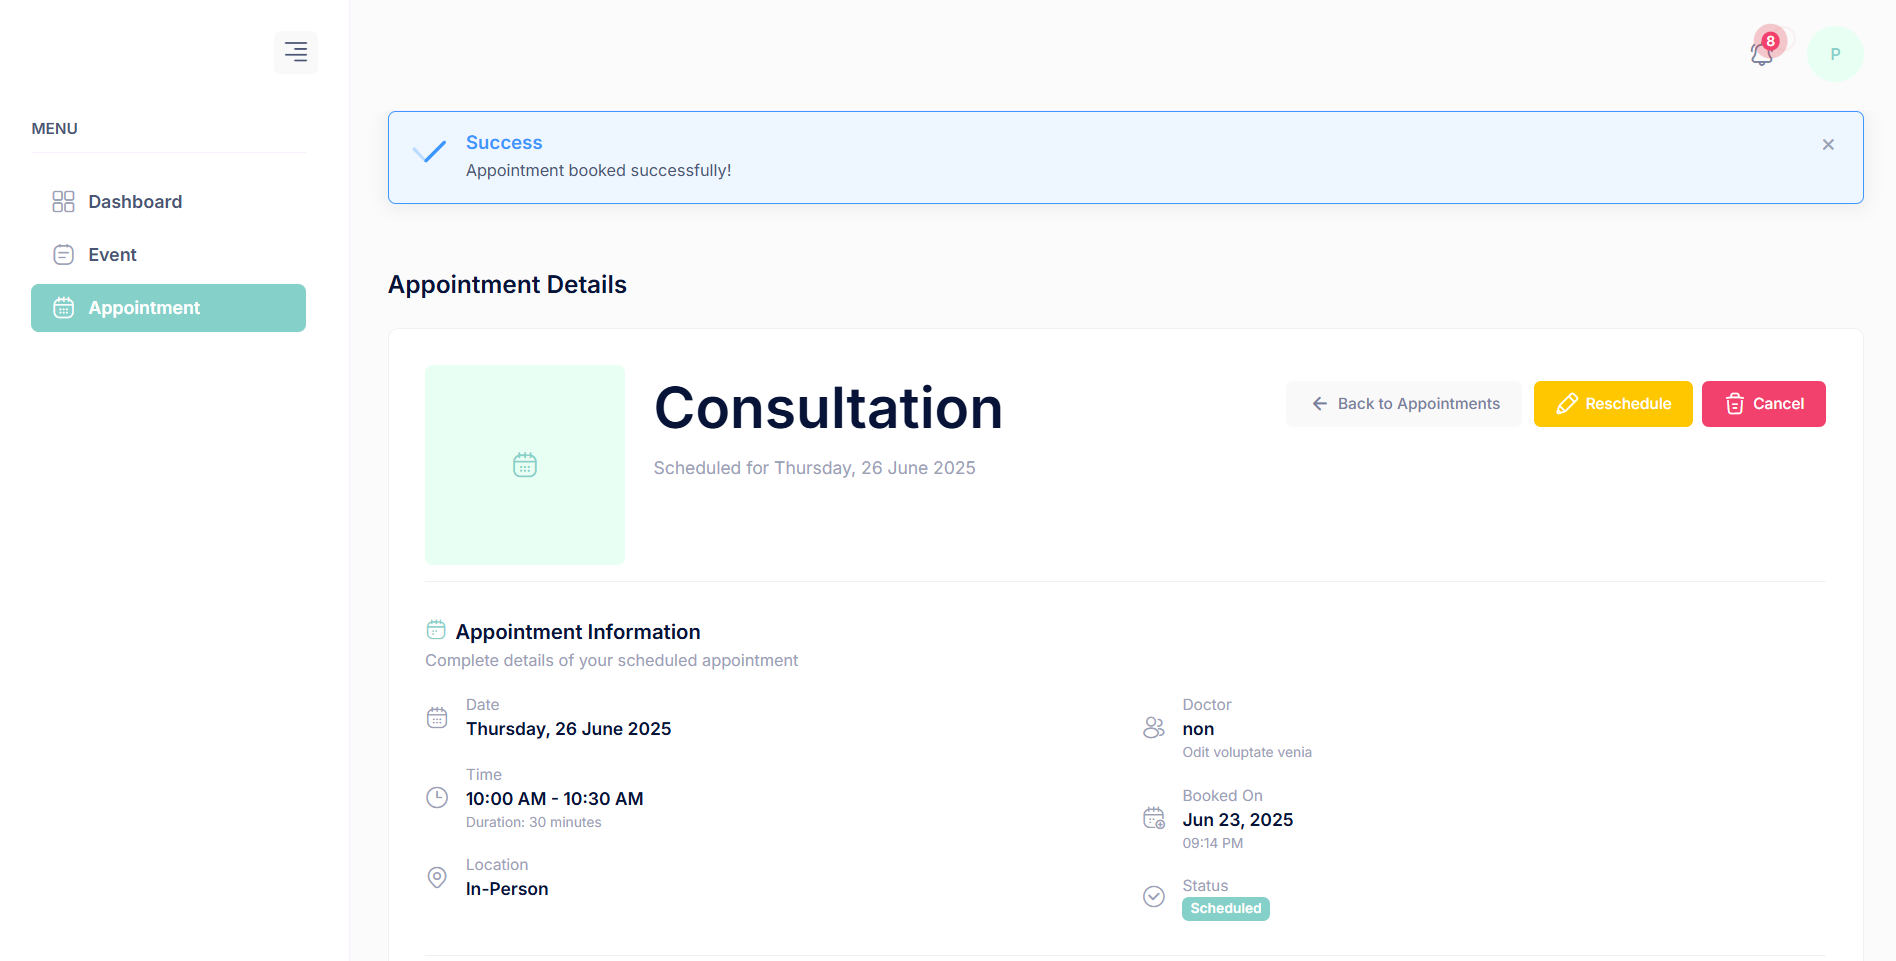 8
P
MENU
Dashboard
Event
Appointment
Success
Appointment booked successfully!
Appointment Details
Consultation
Scheduled for Thursday, 26 June 2025
Back to Appointments
Reschedule
Cancel
Appointment Information
Complete details of your scheduled appointment
Date
Thursday, 26 June 2025
Time
10:00 AM - 10:30 AM
Duration: 30 minutes
Location
In-Person
Doctor
non
Odit voluptate venia
Booked On
Jun 23, 2025
09:14 PM
Status
Scheduled